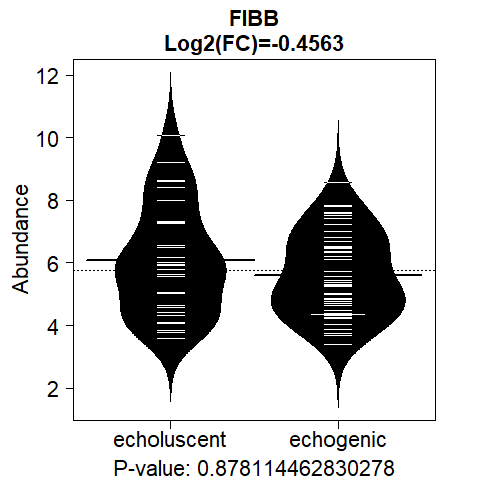 FIBB
Log2(FC)=-0.4563
12
10
8
6
4
2
Abundance
echoluscent echogenic
P-value: 0.878114462830278